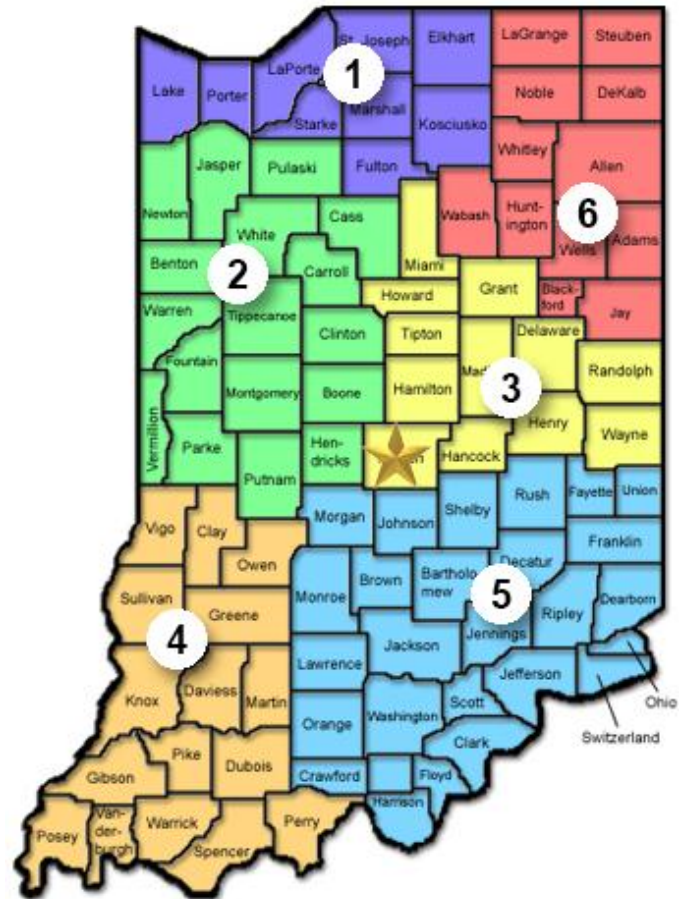 St. Joseph
Elkhart
LaGrange
Steuben
LaPorte
1
Lake
Porter
Noble
DeKalb
Marshall
Starke
Kosciusko
Whitley
Jasper
Pulaski
Fulton
Allen
Newton
Wabash
Hunt-
ington
6
Adams
Wells
White
Cass
Benton
2
Carroll
Miami
Grant
Black-
ford
Howard
Jay
Warren
Tippecanoe
Clinton
Tipton
Delaware
Fountain
Randolph
3
Montgomery
Boone
Hamilton
Vermillion
Henry
Wayne
Parke
Hen-
dricks
Hancock
Putnam
Rush
Fayette
Union
Morgan
Johnson
Shelby
Vigo
Clay
Franklin
Owen
Decatur
Brown
Bartholo
mew
Sullivan
Monroe
5
Dearborn
Greene
Ripley
4
Jennings
Jackson
Lawrence
Jefferson
Knox
Daviess
Martin
Scott
Ohio
Orange
Washington
Switzerland
Clark
Pike
Dubois
Gibson
Crawford
Floyd
Harrison
Van-
der-
burgh
Warrick
Perry
Posey
Spencer